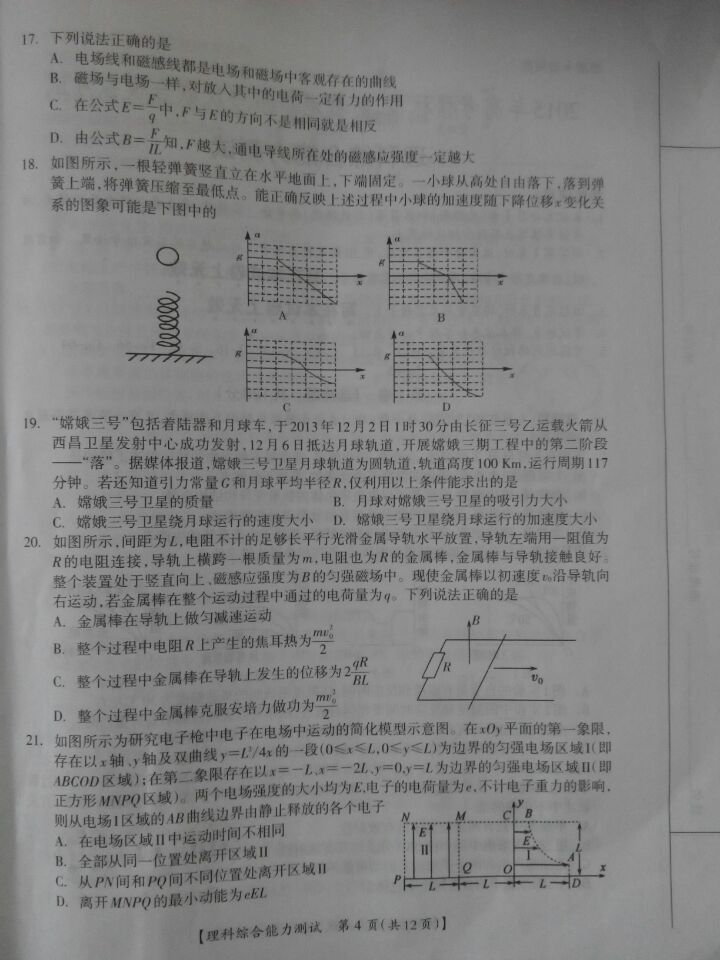 17. 下列说法正确的是
A. 电场线和磁感线都是电场和磁场中客观存在的曲线
B. 磁场与电场一样,对放入其中的电荷一定有力的作用
C. 在公式E=F/q中,F与E的方向不是相同就是相反
D. 由公式B=F/IL知,F越大,通电导线所在处的磁感应强度一定越大
18. 如图所示,一根轻弹簧竖直立在水平地面上,下端固定。一小球从高处自由落下,落到弹
簧上端,将弹簧压缩至最低点。能正确反映上述过程中小球的加速度随下降位移x变化关
系的图象可能是下图中的
a
g
x
A
a
g
x
B
a
g
x
C
a
g
x
D
19. “嫦娥三号”包括着陆器和月球车,于2013年12月2日1时30分由长征三号乙运载火箭从
西昌卫星发射中心成功发射,12月6日抵达月球轨道,开展嫦娥三期工程中的第二阶段
——“落”。据媒体报道,嫦娥三号卫星月球轨道为圆轨道,轨道高度100 Km,运行周期117
分钟。若还知道引力常量G和月球平均半径R,仅利用以上条件能求出的是
A. 嫦娥三号卫星的质量 B. 月球对嫦娥三号卫星的吸引力大小
C. 嫦娥三号卫星绕月球运行的速度大小 D. 嫦娥三号卫星绕月球运行的加速度大小
20. 如图所示,间距为L,电阻不计的足够长平行光滑金属导轨水平放置,导轨左端用一阻值为
R的电阻连接,导轨上横跨一根质量为m,电阻也为R的金属棒,金属棒与导轨接触良好。
整个装置处于竖直向上,磁感应强度为B的匀强磁场中。现使金属棒以初速度v₀沿导轨向
右运动,若金属棒在整个运动过程中通过的电荷量为q。下列说法正确的是
A. 金属棒在导轨上做匀减速运动
B. 整个过程中电阻R上产生的焦耳热为mv₀²/2
C. 整个过程中金属棒在导轨上发生的位移为2qR/BL
D. 整个过程中金属棒克服安培力做功为mv₀²/2
B
R
v₀
21. 如图所示为研究电子枪中电子在电场中运动的简化模型示意图。在xOy平面的第一象限,
存在以x轴、y轴及双曲线y=L²/4x的一段(0≤x≤L,0≤y≤L)为边界的匀强电场区域Ⅰ(即
ABCOD区域);在第二象限存在以x=-L、x=-2L、y=0、y=L为边界的匀强电场区域Ⅱ(即
正方形MNPQ区域)。两个电场强度的大小均为E,电子的电荷量为e,不计电子重力的影响,
则从电场Ⅰ区域的AB曲线边界由静止释放的各个电子
A. 在电场区域Ⅱ中运动时间不相同
B. 全部从同一位置处离开区域Ⅱ
C. 从PN间和PQ间不同位置处离开区域Ⅱ
D. 离开MNPQ的最小动能为eEL
y
N M C B
E
Ⅱ E L
Ⅰ A
P Q O D x
L L L
【理科综合能力测试 第4页(共12页)】